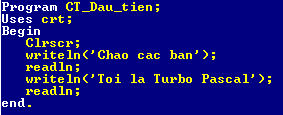 Program CT_Dau_tien;
Uses crt;
Begin
Clrscr;
writeln('Chao cac ban');
readln;
writeln('Toi la Turbo Pascal');
readln;
end.